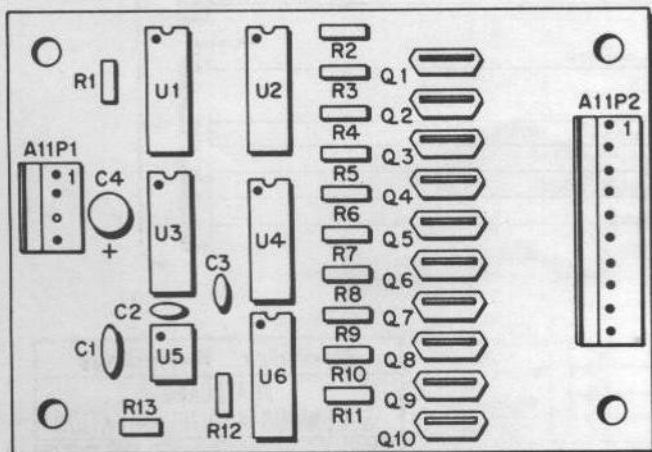 R1
U1
U2
R2
Q1
R3
Q2
R4
Q3
R5
Q4
R6
Q5
R7
Q6
R8
Q7
R9
Q8
R10
Q9
R11
Q10
A11P1
1
C4
+
U3
U4
C3
C2
C1
U5
U6
R12
R13
A11P2
1